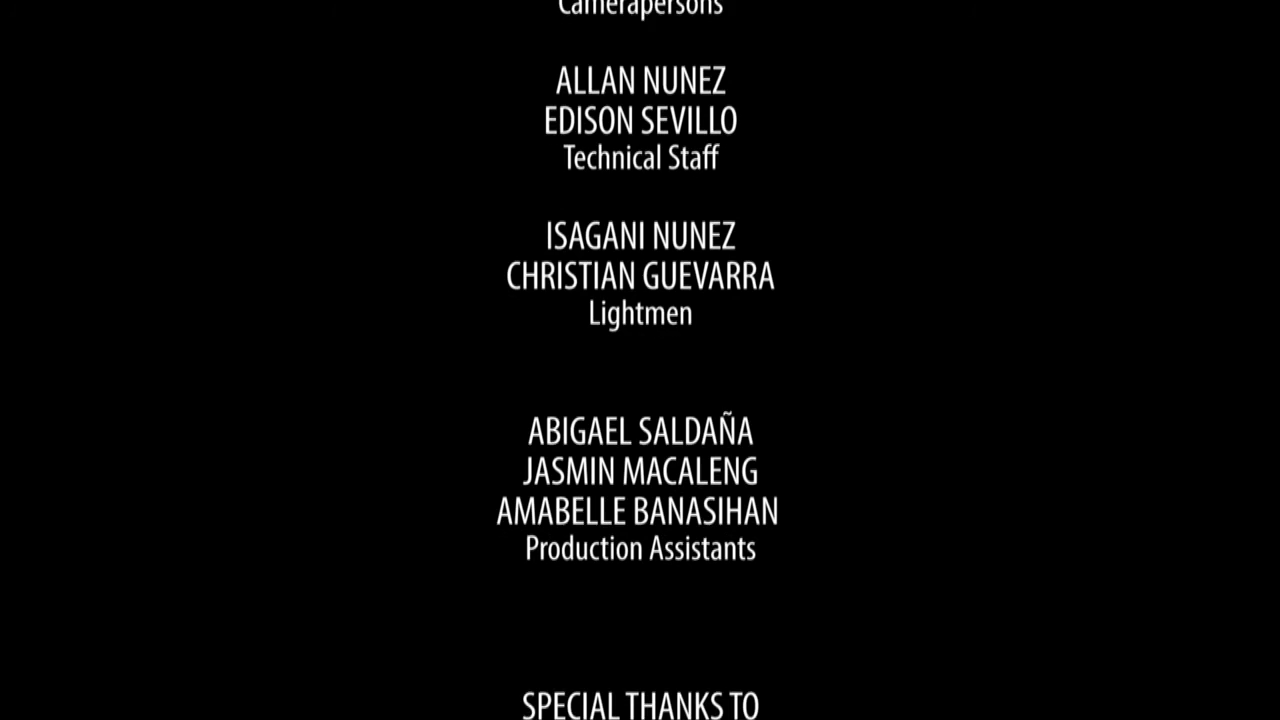 Camerapersons
ALLAN NUNEZ
EDISON SEVILLO
Technical Staff
ISAGANI NUNEZ
CHRISTIAN GUEVARRA
Lightmen
ABIGAEL SALDAÑA
JASMIN MACALENG
AMABELLE BANASIHAN
Production Assistants
SPECIAL THANKS TO